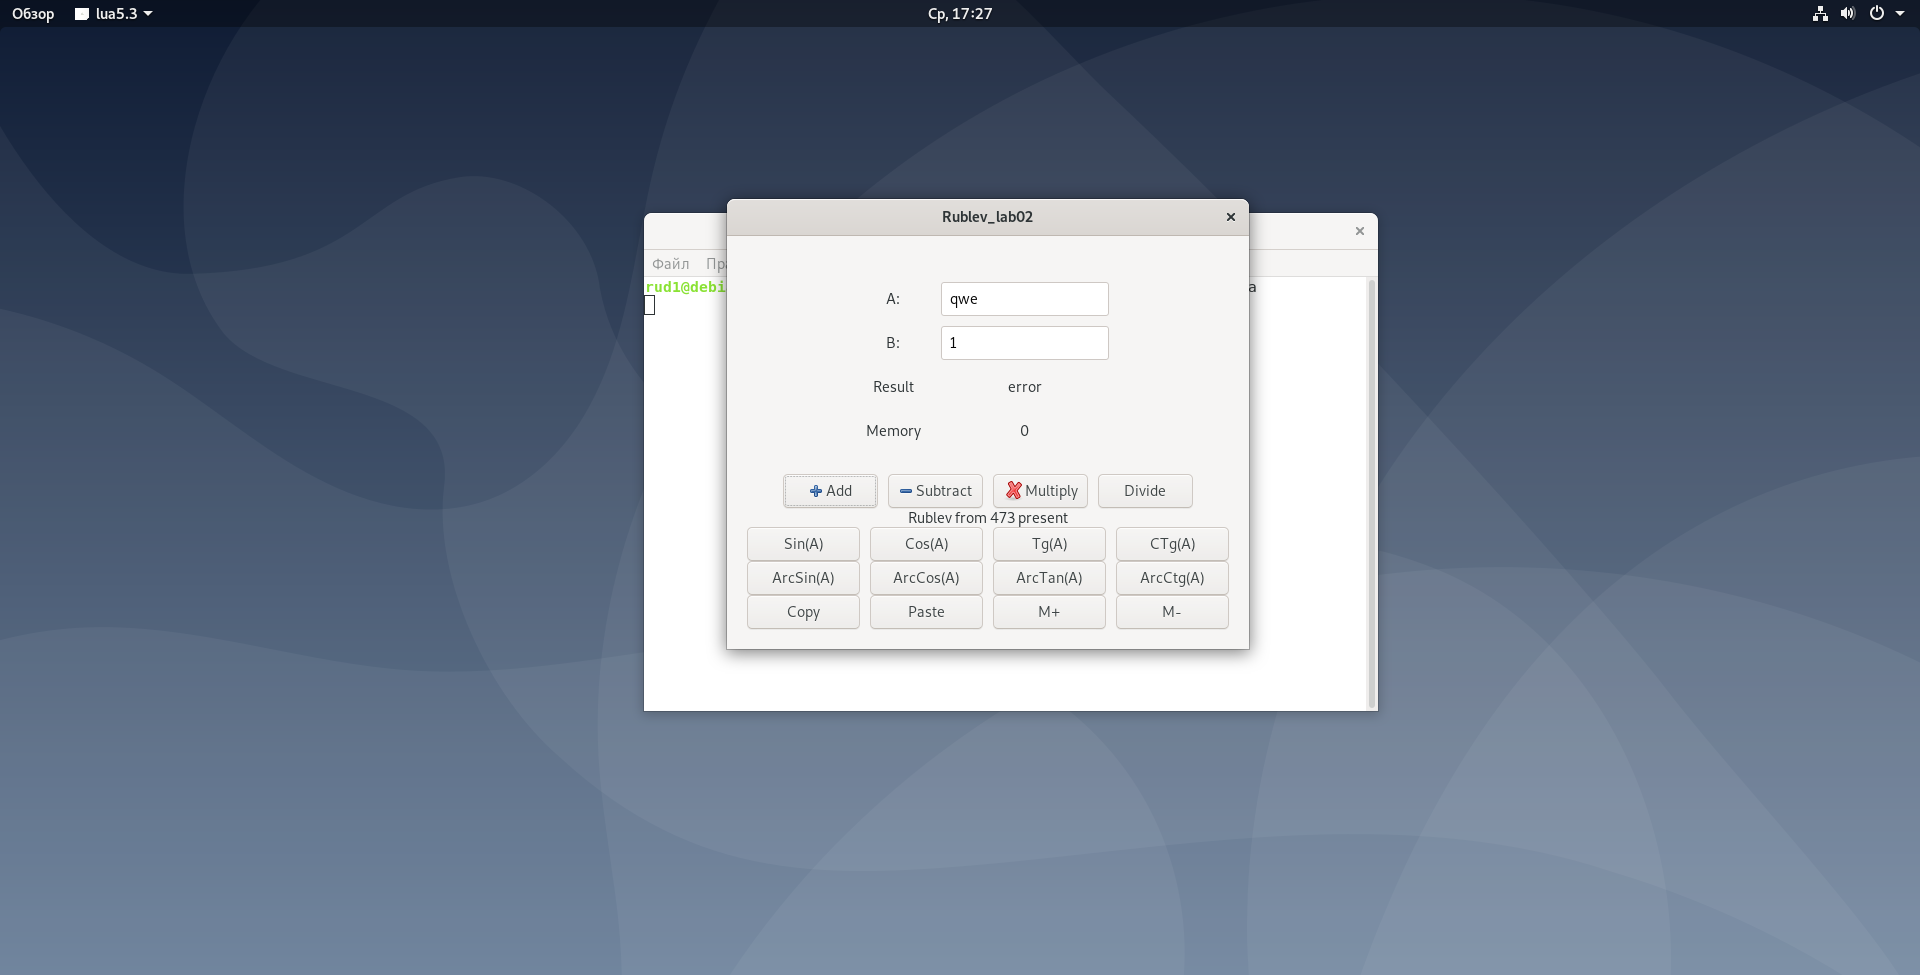 Обзор lua5.3 Ср, 17:27
Rublev_lab02
Файл
rud1@debi
A: qwe
B: 1
Result error
Memory 0
Add Subtract Multiply Divide
Rublev from 473 present
Sin(A) Cos(A) Tg(A) CTg(A)
ArcSin(A) ArcCos(A) ArcTan(A) ArcCtg(A)
Copy Paste M+ M-